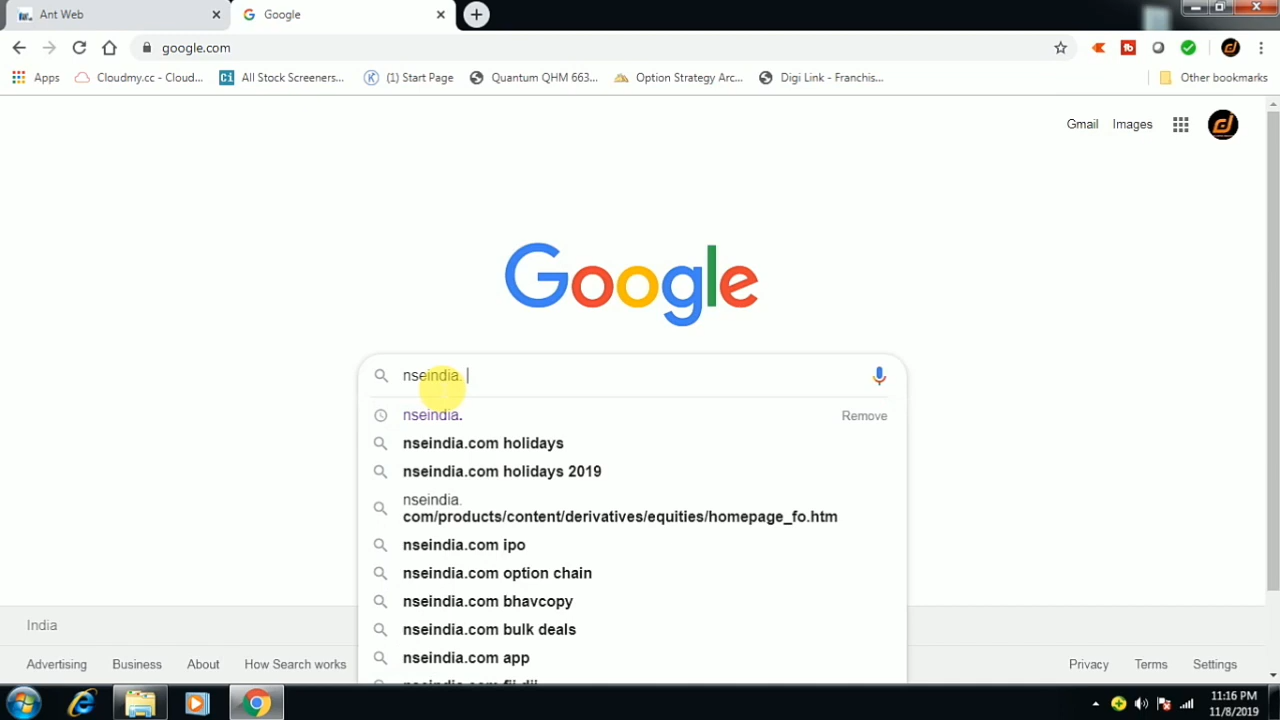 Ant Web
Google
google.com
Apps
Cloudmy.cc - Cloud...
All Stock Screeners...
(1) Start Page
Quantum QHM 663...
Option Strategy Arc...
Digi Link - Franchis...
Other bookmarks
Gmail
Images
Google
nseindia.
nseindia.
Remove
nseindia.com holidays
nseindia.com holidays 2019
nseindia.
com/products/content/derivatives/equities/homepage_fo.htm
nseindia.com ipo
nseindia.com option chain
nseindia.com bhavcopy
nseindia.com bulk deals
nseindia.com app
India
Advertising
Business
About
How Search works
Privacy
Terms
Settings
11:16 PM
11/8/2019